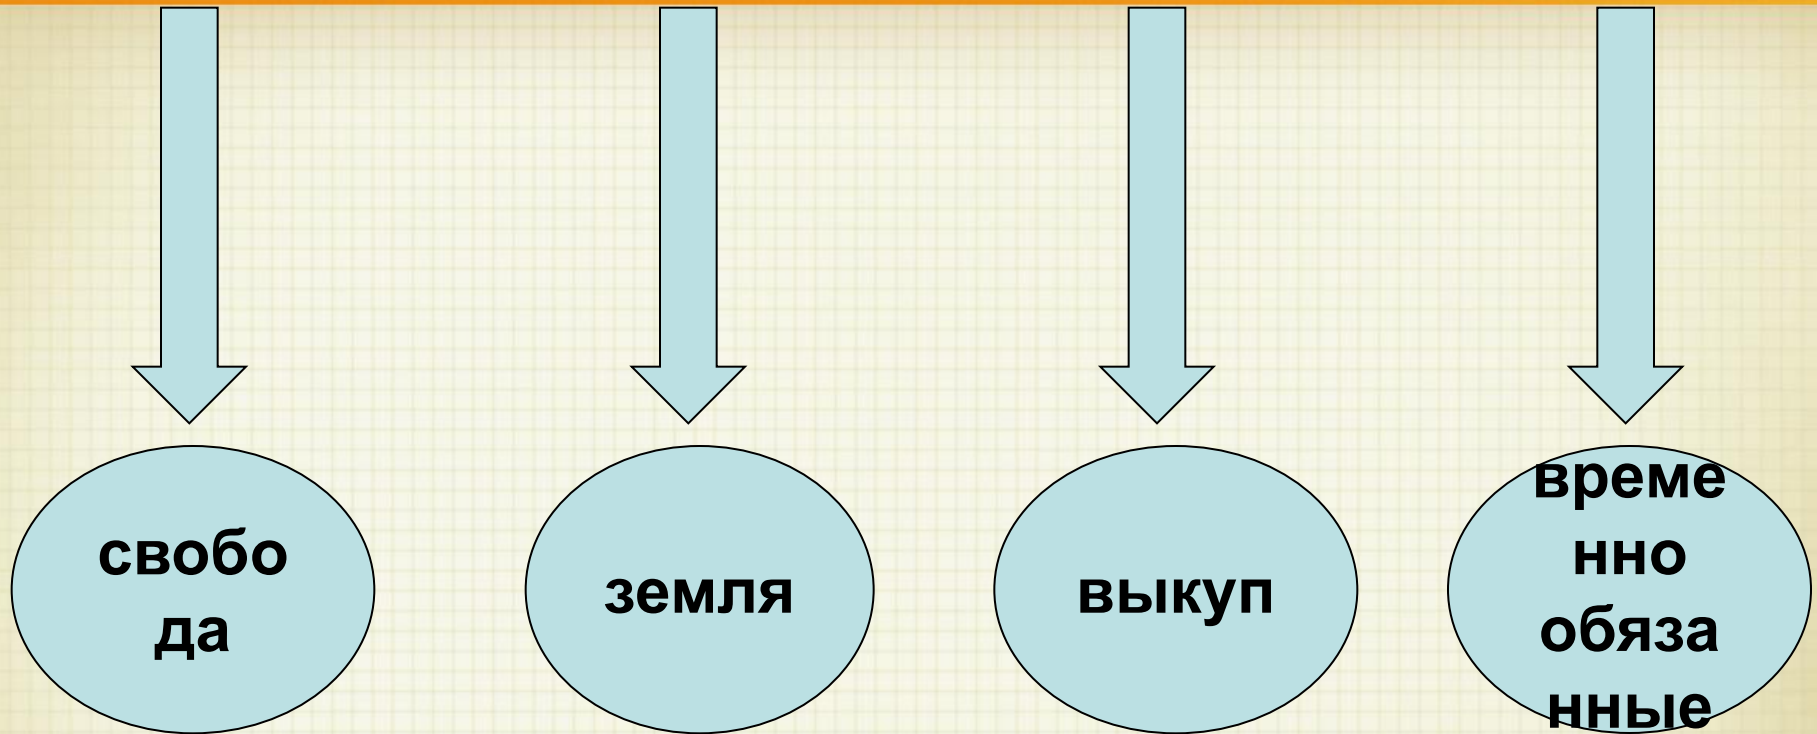 свобо
да
земля
выкуп
време
нно
обяза
нные